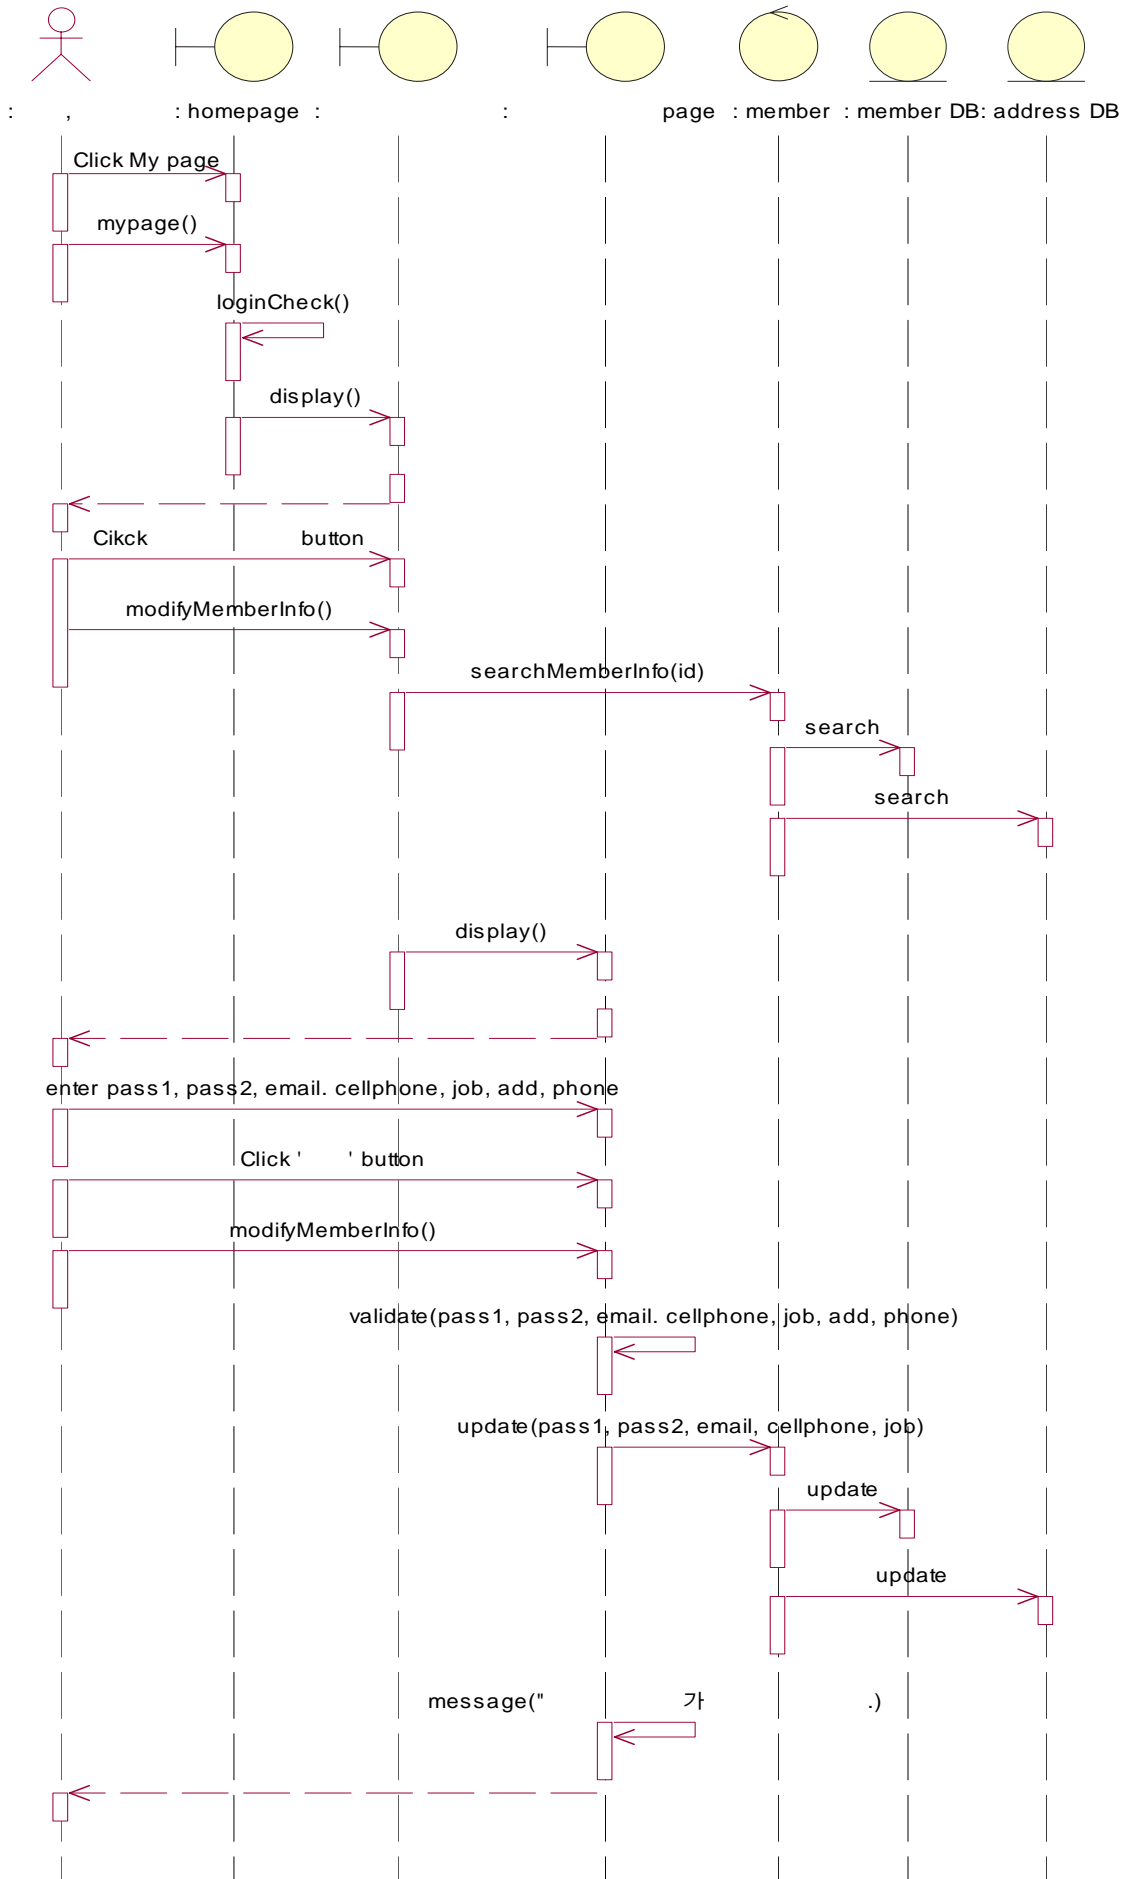 : , : homepage : : page : member : member DB: address DB
Click My page
mypage()
loginCheck()
display()
Cikck button
modifyMemberInfo()
searchMemberInfo(id)
search
search
display()
enter pass1, pass2, email. cellphone, job, add, phone
Click ' ' button
modifyMemberInfo()
validate(pass1, pass2, email. cellphone, job, add, phone)
update(pass1, pass2, email, cellphone, job)
update
update
message(" 가 .)